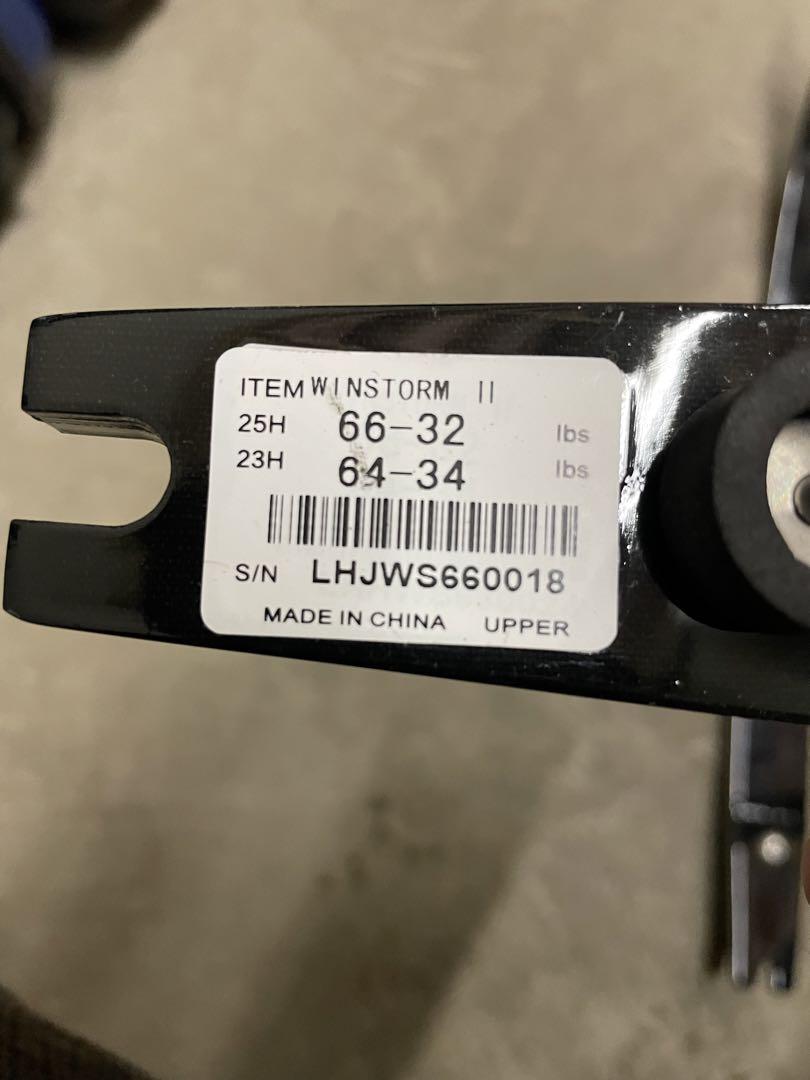 ITEM WINSTORM II
25H 66-32 lbs
23H 64-34 lbs
S/N LHJWS660018
MADE IN CHINA UPPER